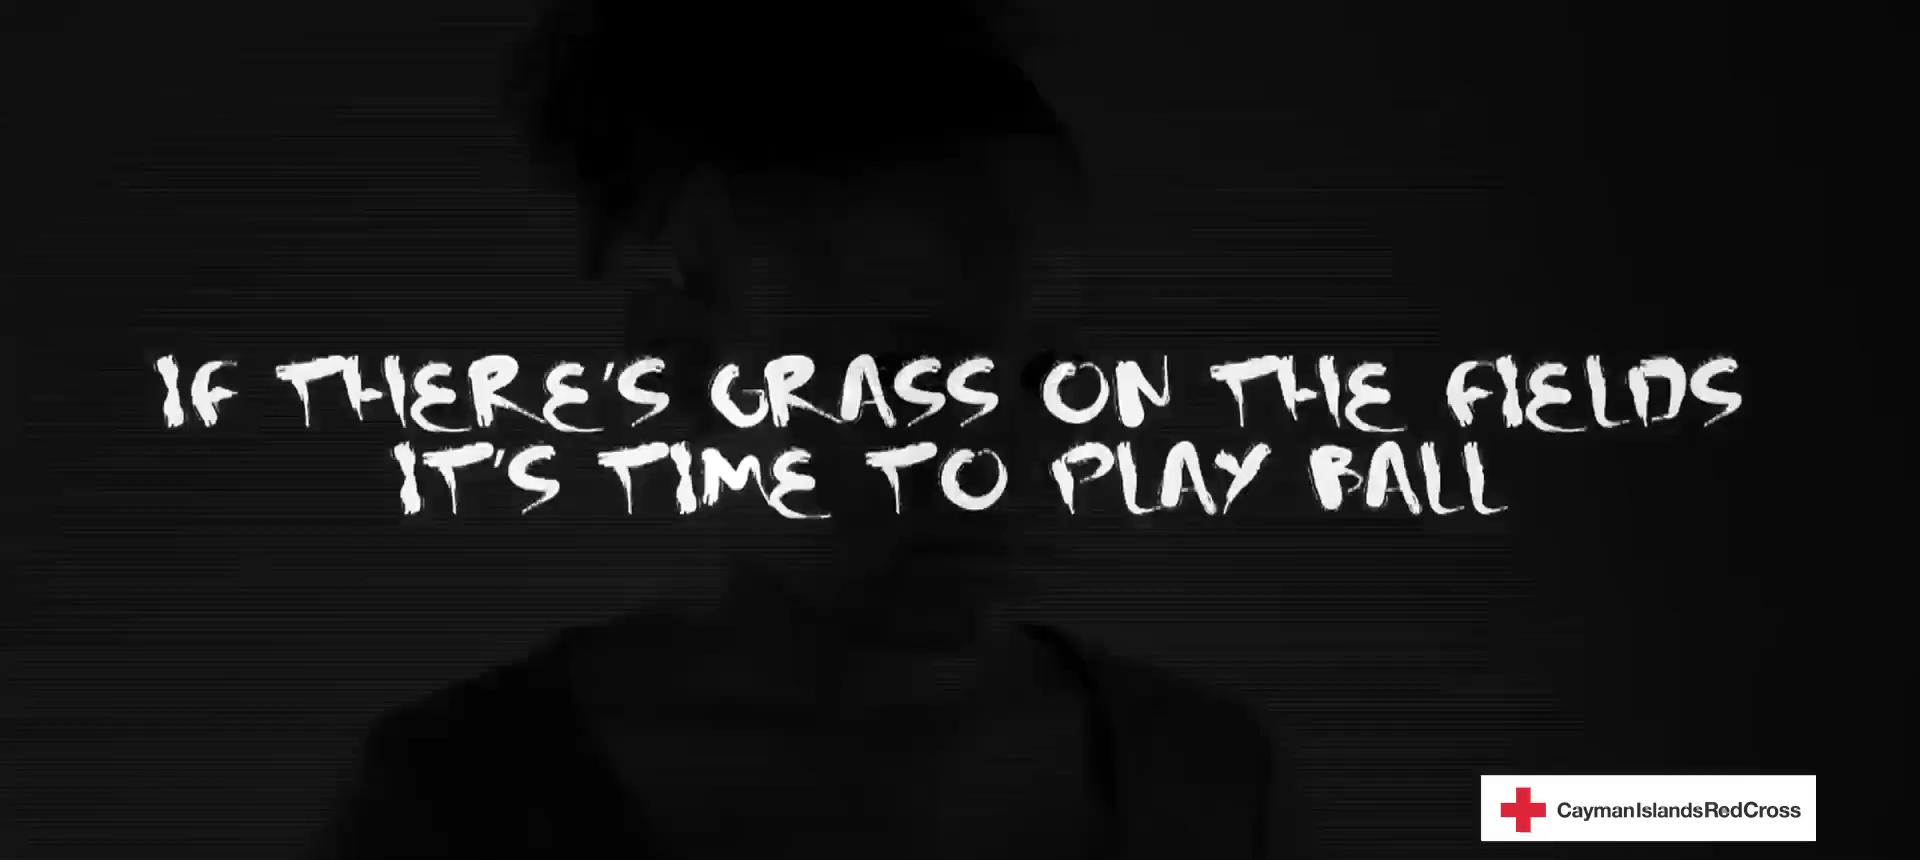 IF THERE'S GRASS ON THE FIELDS
IT'S TIME TO PLAY BALL
CaymanIslandsRedCross